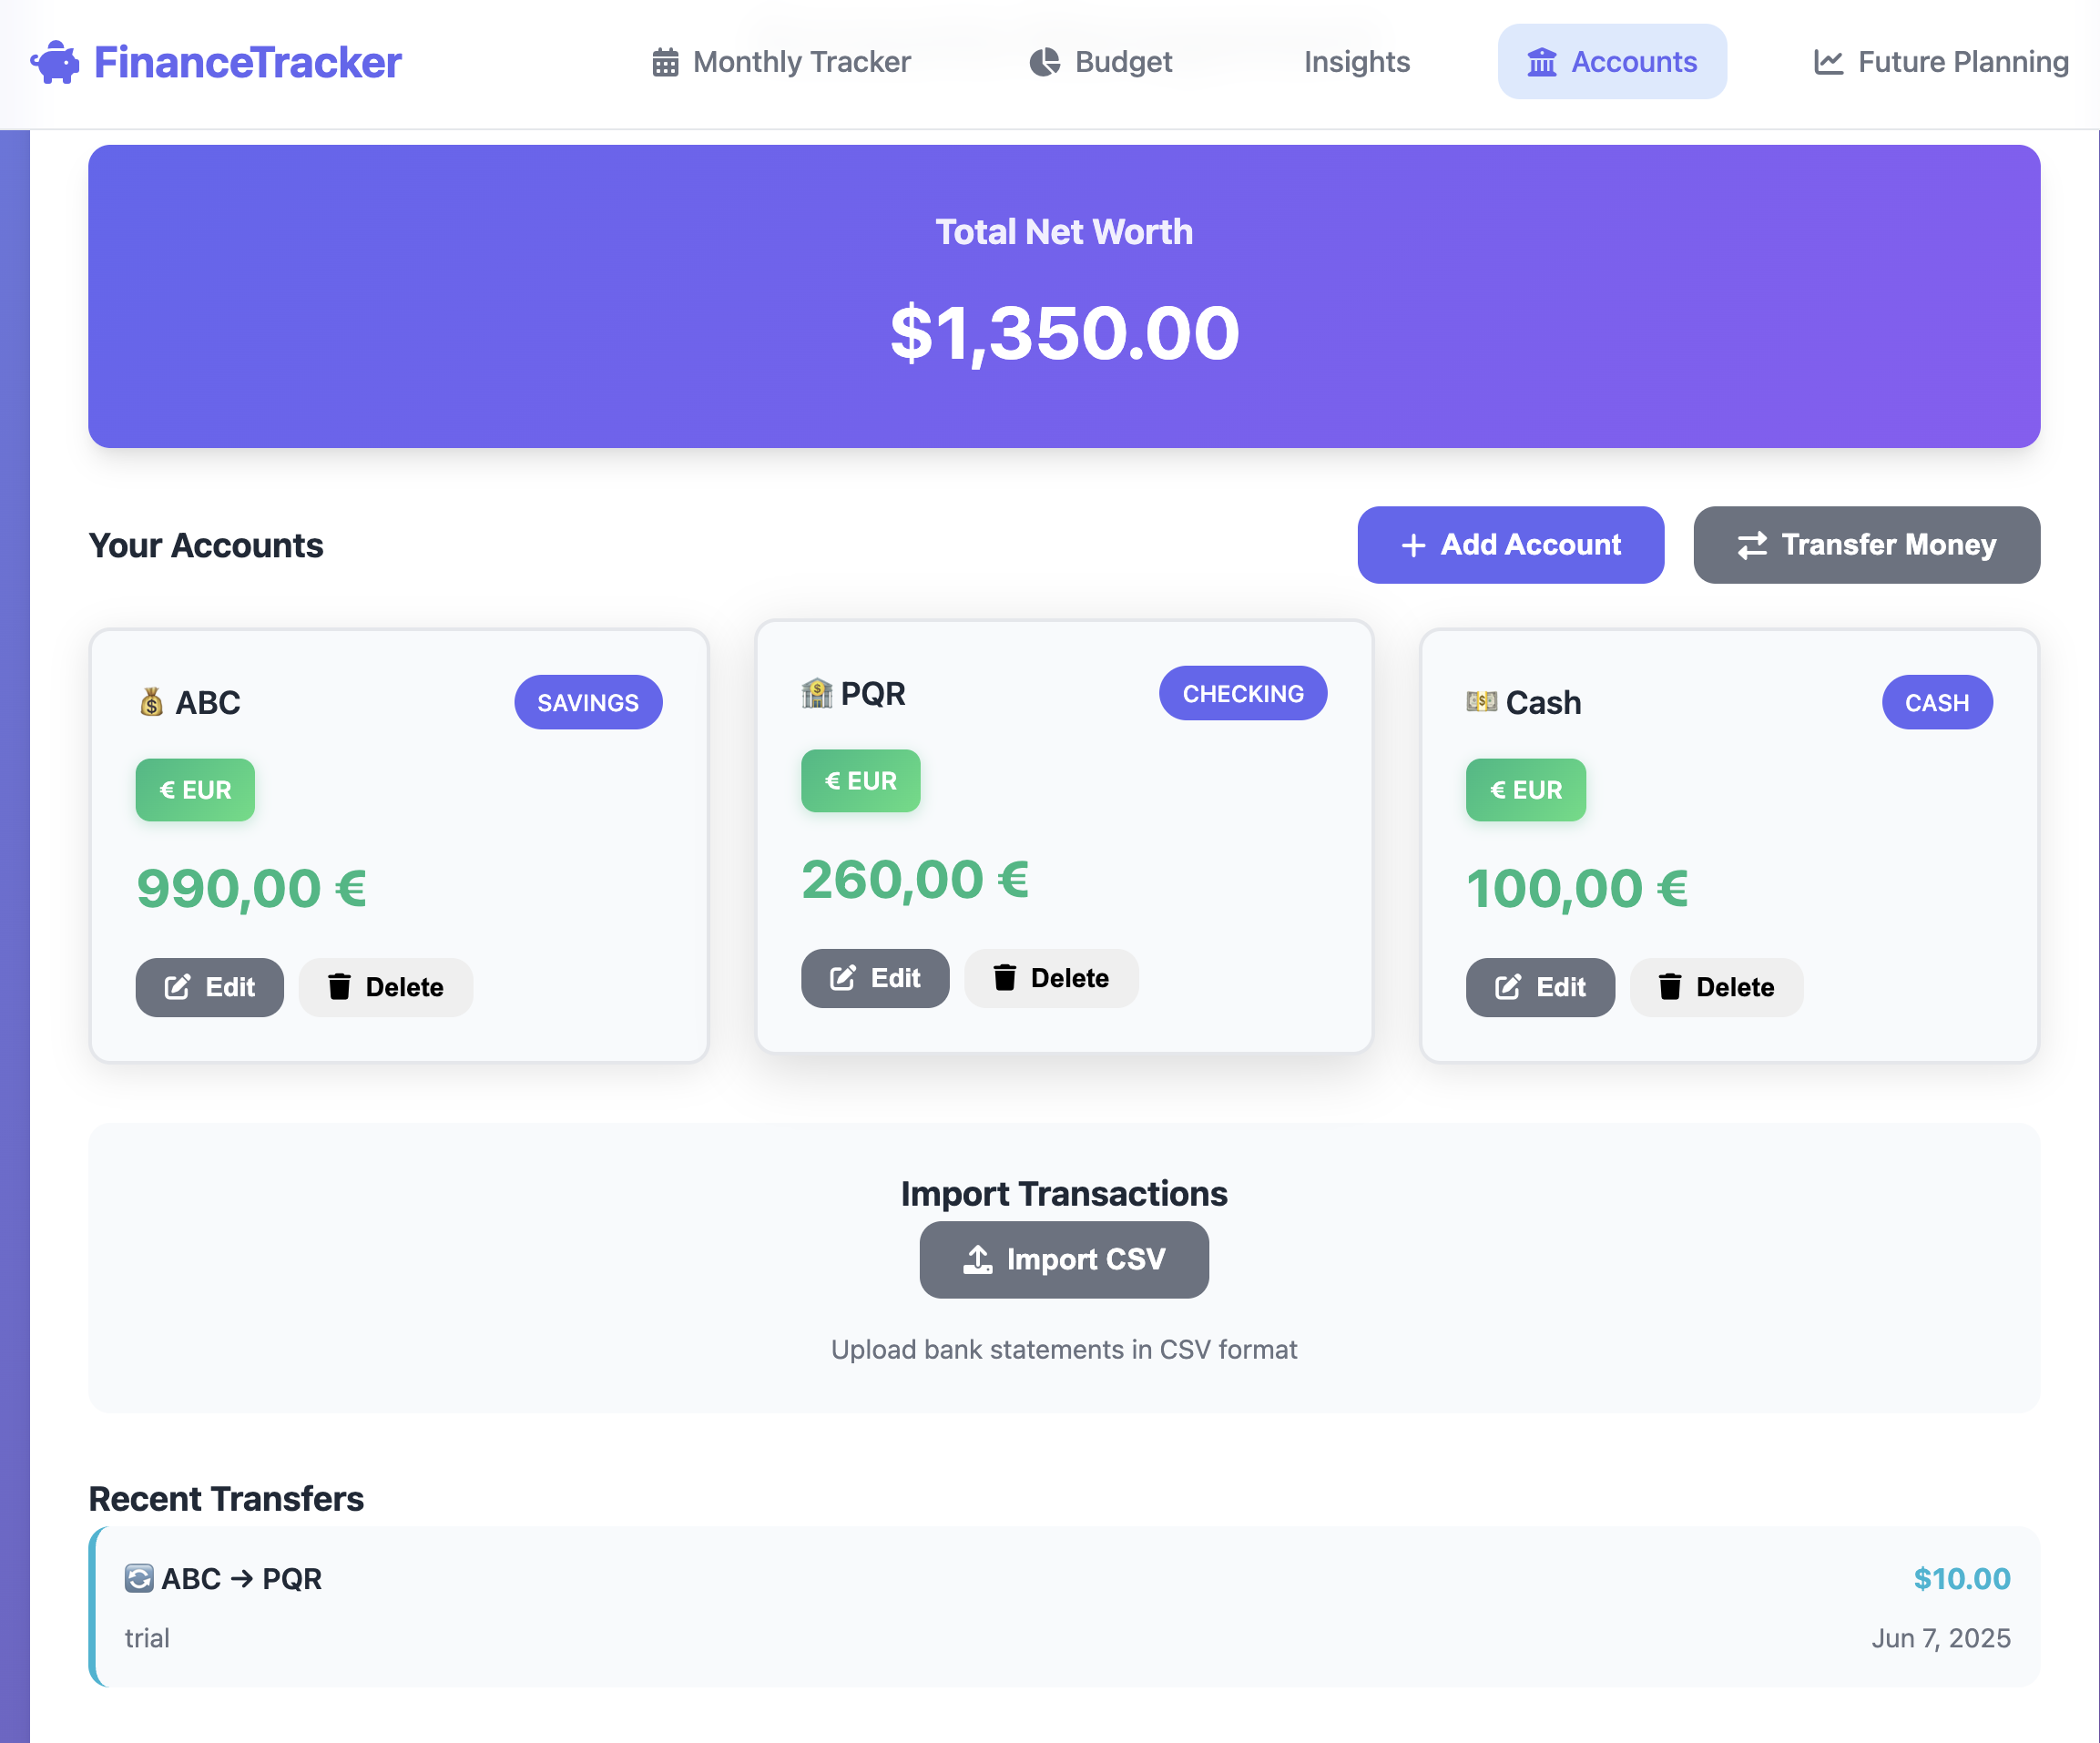 FinanceTracker
Monthly Tracker
Budget
Insights
Accounts
Future Planning
Total Net Worth
$1,350.00
Your Accounts
Add Account
Transfer Money
ABC
SAVINGS
€ EUR
990,00 €
Edit
Delete
PQR
CHECKING
€ EUR
260,00 €
Edit
Delete
Cash
CASH
€ EUR
100,00 €
Edit
Delete
Import Transactions
Import CSV
Upload bank statements in CSV format
Recent Transfers
ABC → PQR
$10.00
trial
Jun 7, 2025